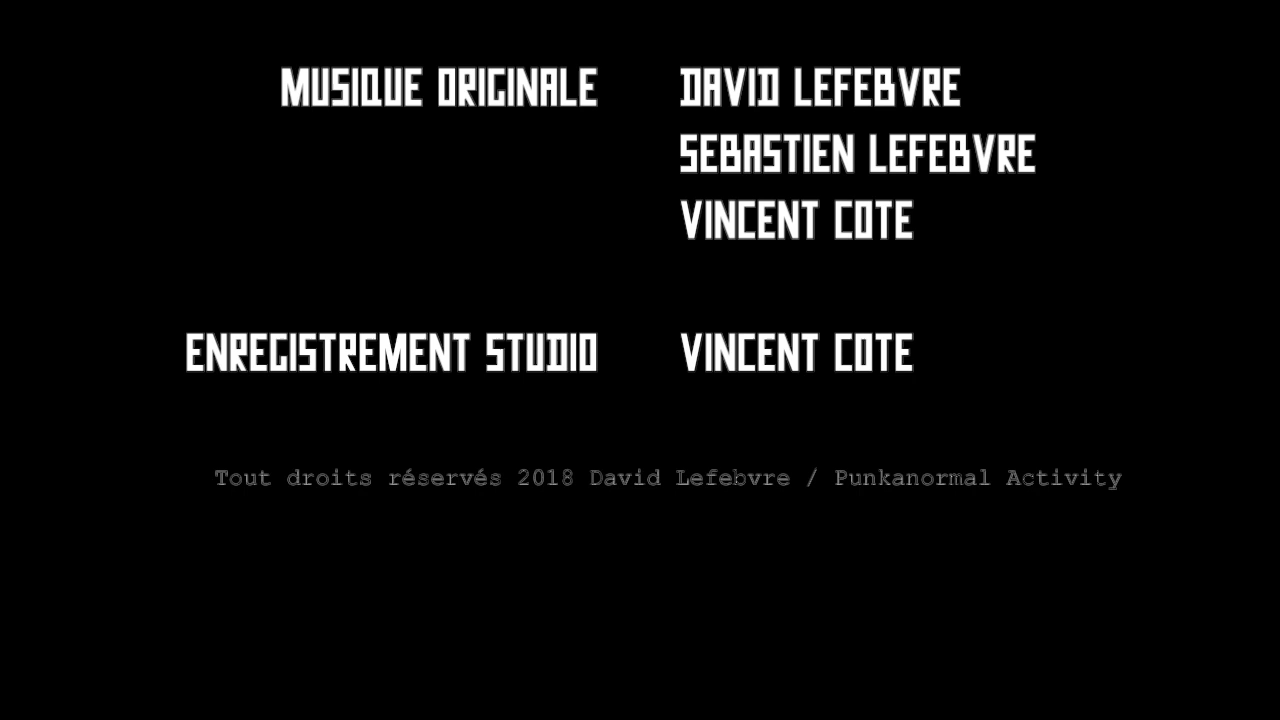 MUSIQUE ORIGINALE DAVID LEFEBVRE
SEBASTIEN LEFEBVRE
VINCENT COTE
ENREGISTREMENT STUDIO VINCENT COTE
Tout droits réservés 2018 David Lefebvre / Punkanormal Activity